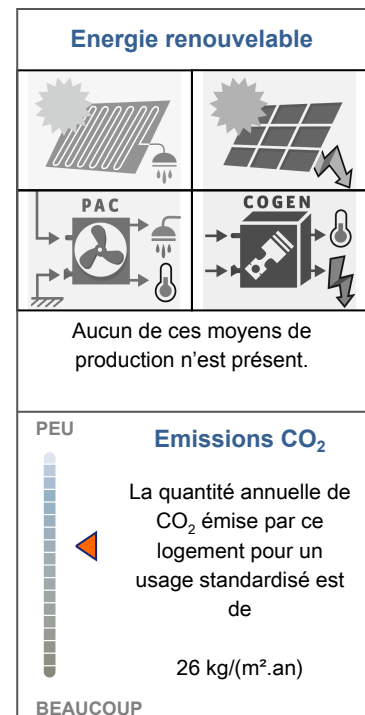 Energie renouvelable
PAC
COGEN
Aucun de ces moyens de
production n’est présent.
PEU
Emissions CO₂
La quantité annuelle de
CO₂ émise par ce
logement pour un
usage standardisé est
de
26 kg/(m².an)
BEAUCOUP